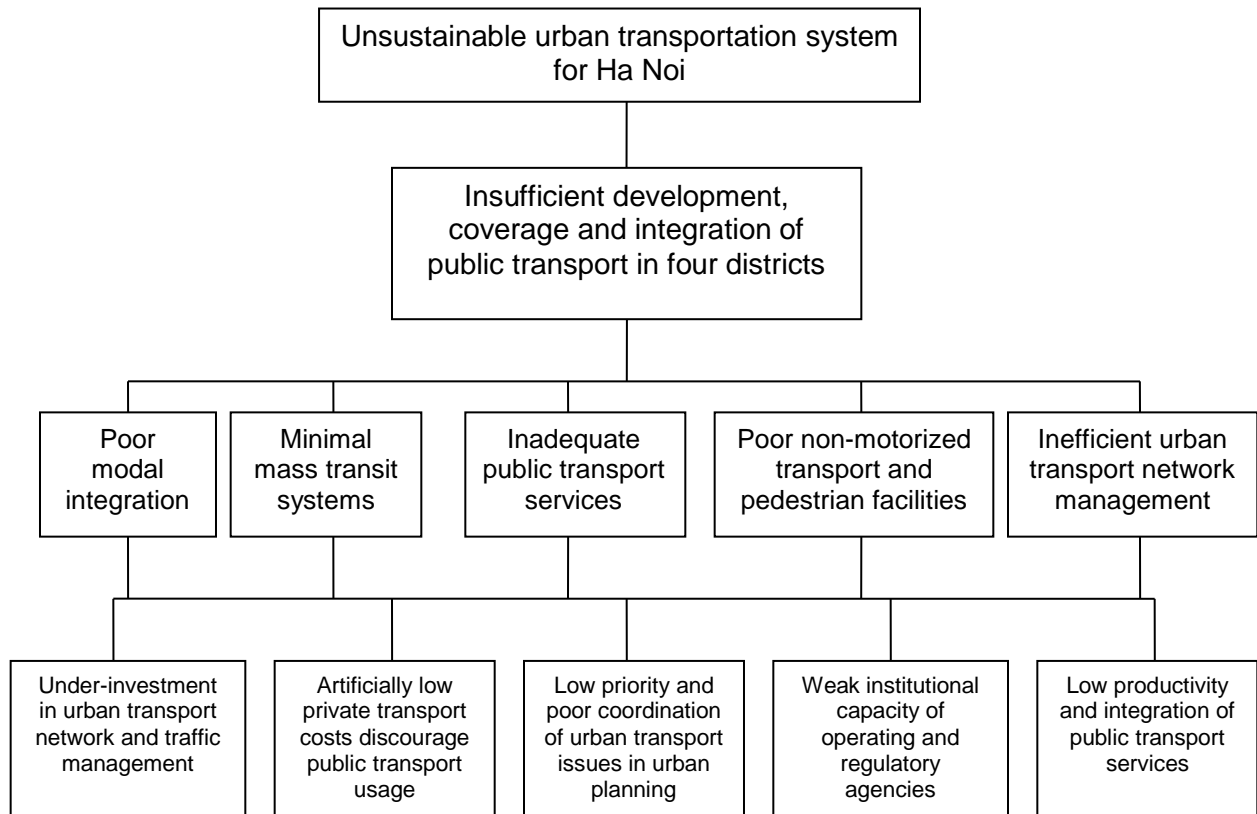 Unsustainable urban transportation system
for Ha Noi
Insufficient development,
coverage and integration of
public transport in four districts
Poor
modal
integration
Minimal
mass transit
systems
Inadequate
public transport
services
Poor non-motorized
transport and
pedestrian facilities
Inefficient urban
transport network
management
Under-investment
in urban transport
network and traffic
management
Artificially low
private transport
costs discourage
public transport
usage
Low priority and
poor coordination
of urban transport
issues in urban
planning
Weak institutional
capacity of
operating and
regulatory
agencies
Low productivity
and integration of
public transport
services